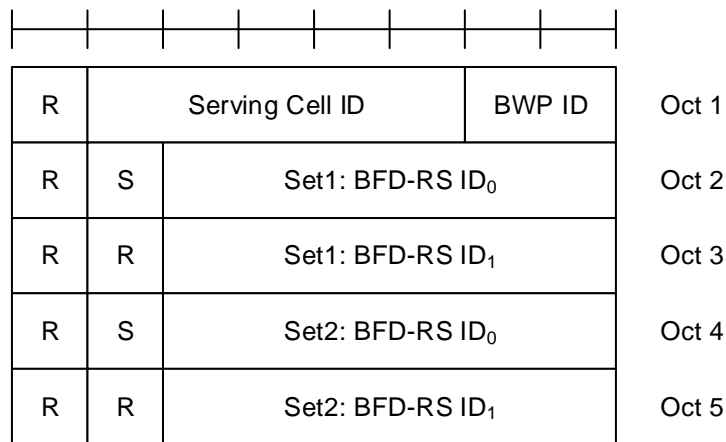 R Serving Cell ID BWP ID Oct 1
R S Set1: BFD-RS ID₀ Oct 2
R R Set1: BFD-RS ID₁ Oct 3
R S Set2: BFD-RS ID₀ Oct 4
R R Set2: BFD-RS ID₁ Oct 5